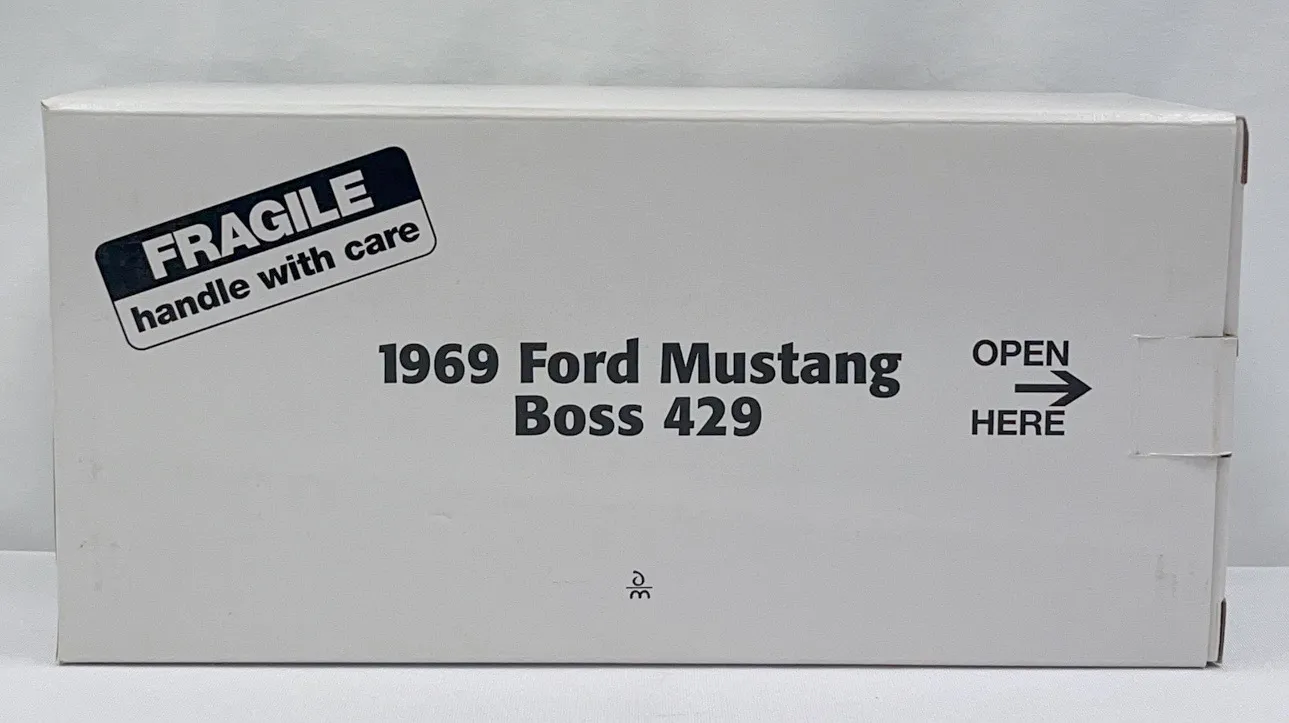 FRAGILE
handle with care
1969 Ford Mustang
Boss 429
OPEN
HERE